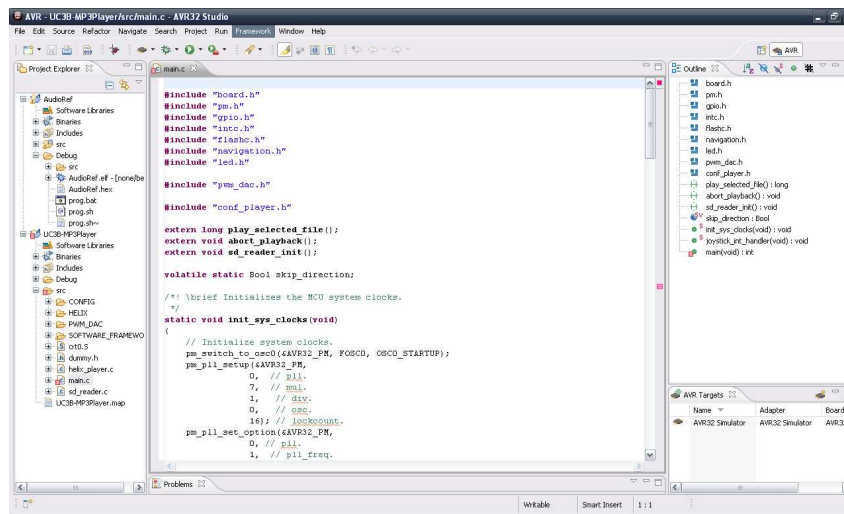 AVR - UC3B-MP3Player/src/main.c - AVR32 Studio
File Edit Source Refactor Navigate Search Project Run Framework Window Help
AVR
Project Explorer
AudioRef
Software Libraries
Binaries
Includes
src
Debug
src
AudioRef.elf - [none/be
AudioRef.hex
prog.bat
prog.sh
prog.sh~
UC3B-MP3Player
Software Libraries
Binaries
Includes
Debug
src
CONFIG
HELIX
PWM_DAC
SOFTWARE_FRAMEWO
crt0.S
dummy.h
helix_player.c
main.c
sd_reader.c
UC3B-MP3Player.map
main.c
#include "board.h"
#include "pm.h"
#include "gpio.h"
#include "intc.h"
#include "flashc.h"
#include "navigation.h"
#include "led.h"
#include "pwm_dac.h"
#include "conf_player.h"
extern long play_selected_file();
extern void abort_playback();
extern void sd_reader_init();
volatile static Bool skip_direction;
/*! \brief Initializes the MCU system clocks.
*/
static void init_sys_clocks(void)
{
// Initialize system clocks.
pm_switch_to_osc0(&AVR32_PM, FOSC0, OSC0_STARTUP);
pm_pll_setup(&AVR32_PM,
0, // pll.
7, // mul.
1, // div.
0, // osc.
16); // lockcount.
pm_pll_set_option(&AVR32_PM,
0, // pll.
1, // pll_freq.
Problems
Outline
board.h
pm.h
gpio.h
intc.h
flashc.h
navigation.h
led.h
pwm_dac.h
conf_player.h
play_selected_file() : long
abort_playback() : void
sd_reader_init() : void
skip_direction : Bool
init_sys_clocks(void) : void
joystick_int_handler(void) : void
main(void) : int
AVR Targets
Name Adapter Board
AVR32 Simulator AVR32 Simulator AVR3
Writable Smart Insert 1 : 1